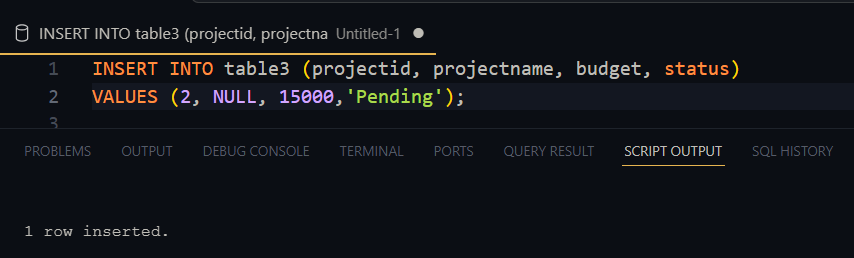 INSERT INTO table3 (projectid, projectna Untitled-1
1 INSERT INTO table3 (projectid, projectname, budget, status)
2 VALUES (2, NULL, 15000,'Pending');
3
PROBLEMS OUTPUT DEBUG CONSOLE TERMINAL PORTS QUERY RESULT SCRIPT OUTPUT SQL HISTORY
1 row inserted.